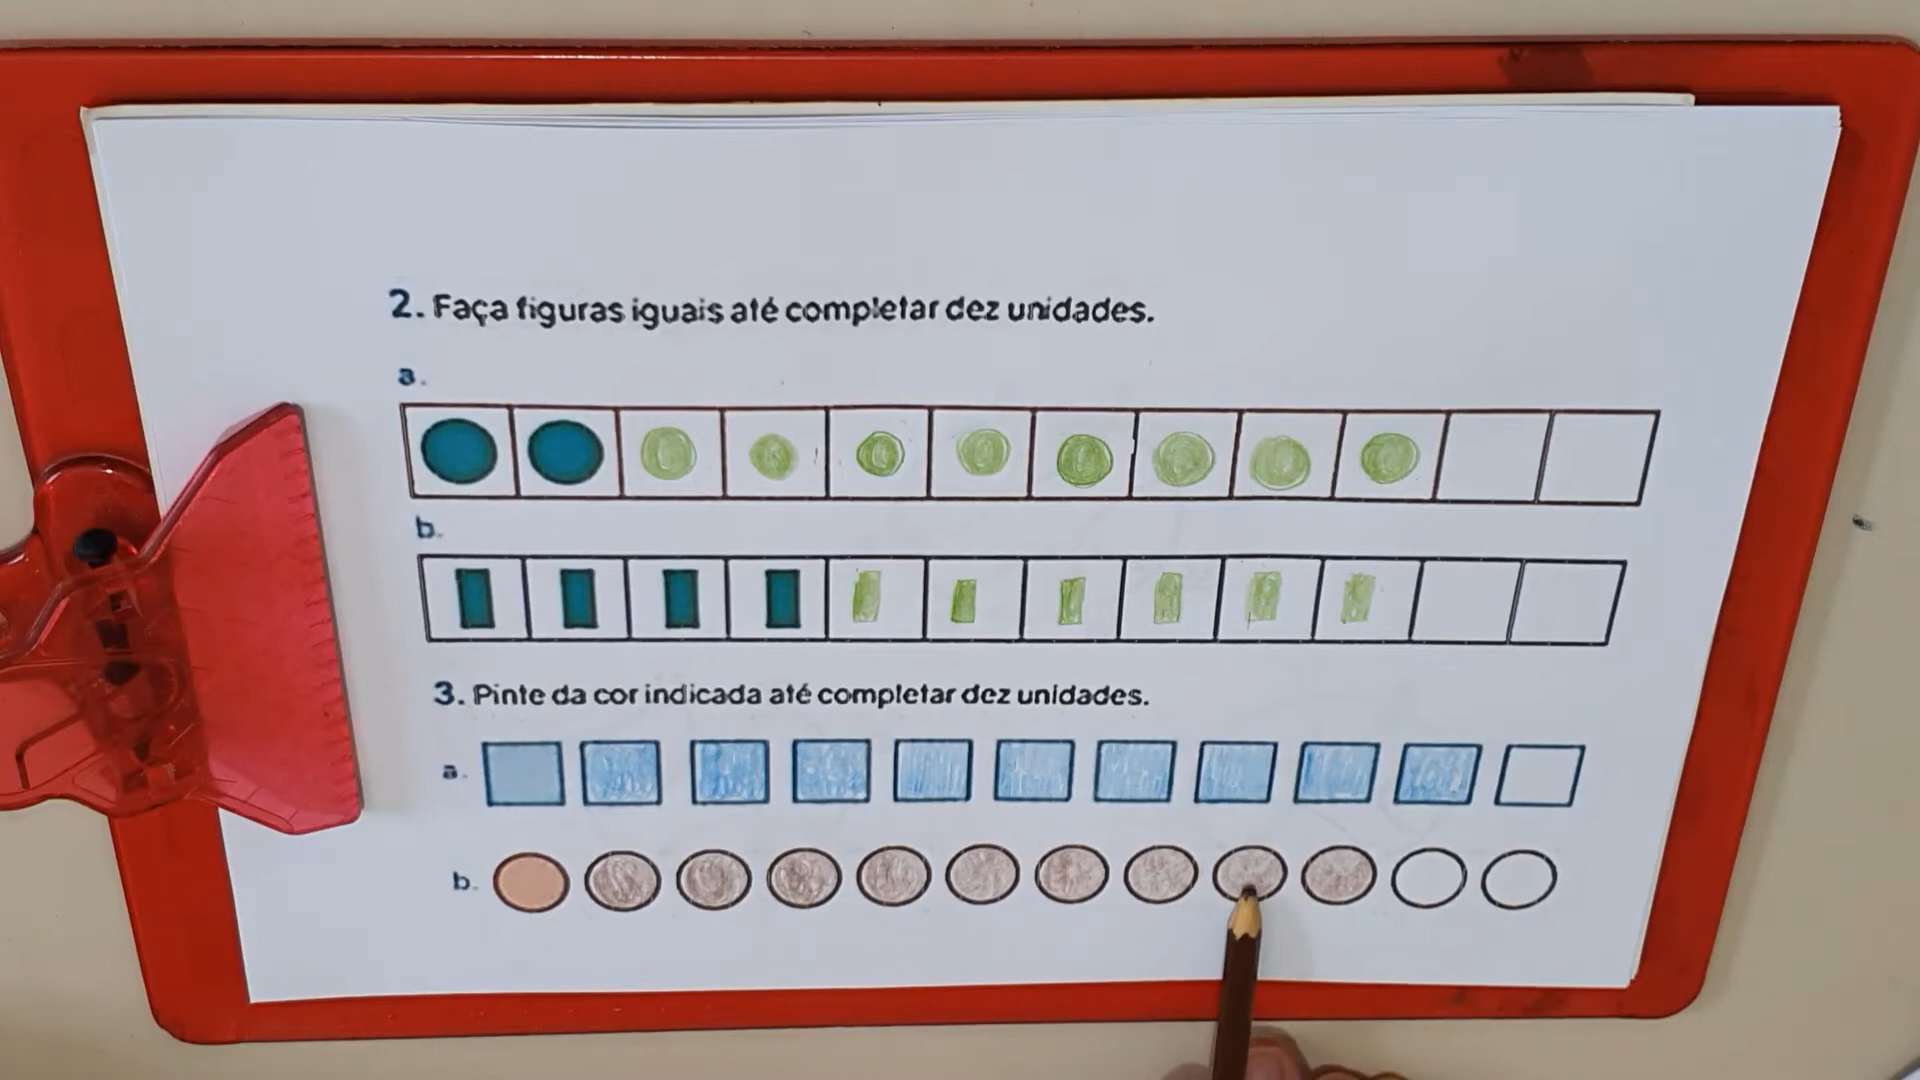 2. Faça figuras iguais até completar dez unidades.
a.
b.
3. Pinte da cor indicada até completar dez unidades.
a.
b.